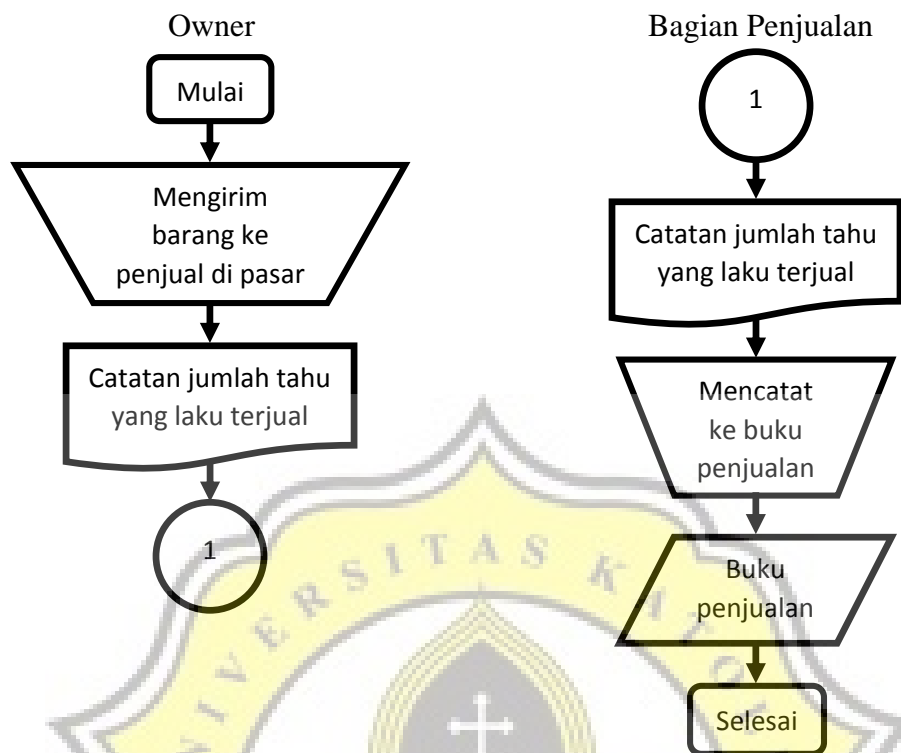 Owner
Mulai
Mengirim
barang ke
penjual di pasar
Catatan jumlah tahu
yang laku terjual
1
Bagian Penjualan
1
Catatan jumlah tahu
yang laku terjual
Mencatat
ke buku
penjualan
Buku
penjualan
Selesai